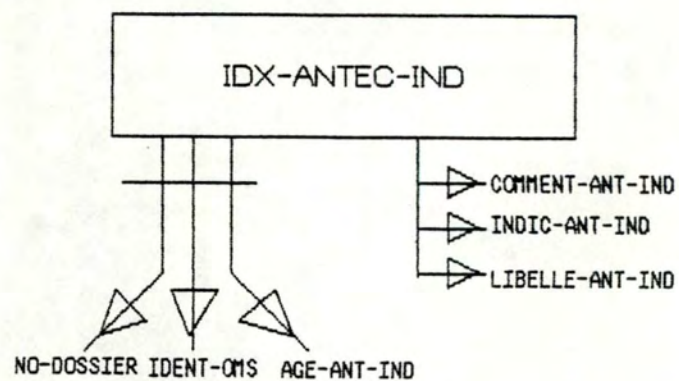 IDX-ANTEC-IND
COMMENT-ANT-IND
INDIC-ANT-IND
LIBELLE-ANT-IND
NO-DOSSIER IDENT-OMS AGE-ANT-IND